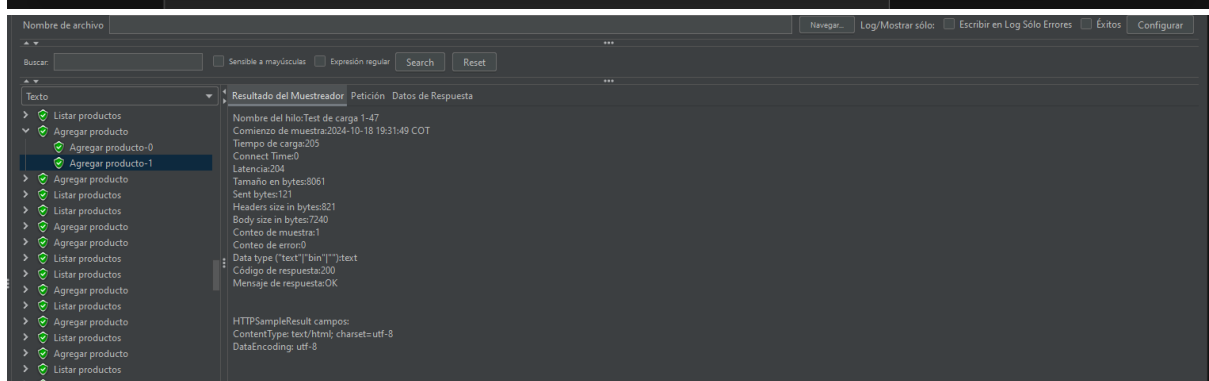 Nombre de archivo Navegar... Log/Mostrar sólo: Escribir en Log Sólo Errores Éxitos Configurar
Buscar: Sensible a mayúsculas Expresión regular Search Reset
Texto
Resultado del Muestreador Petición Datos de Respuesta
Listar productos
Agregar producto
Agregar producto-0
Agregar producto-1
Agregar producto
Listar productos
Listar productos
Agregar producto
Agregar producto
Listar productos
Listar productos
Agregar producto
Listar productos
Agregar producto
Listar productos
Agregar producto
Listar productos
Nombre del hilo:Test de carga 1-47
Comienzo de muestra:2024-10-18 19:31:49 COT
Tiempo de carga:205
Connect Time:0
Latencia:204
Tamaño en bytes:8061
Sent bytes:121
Headers size in bytes:821
Body size in bytes:7240
Conteo de muestra:1
Conteo de error:0
Data type ("text"|"bin"|""):text
Código de respuesta:200
Mensaje de respuesta:OK
HTTPSampleResult campos:
ContentType: text/html; charset=utf-8
DataEncoding: utf-8